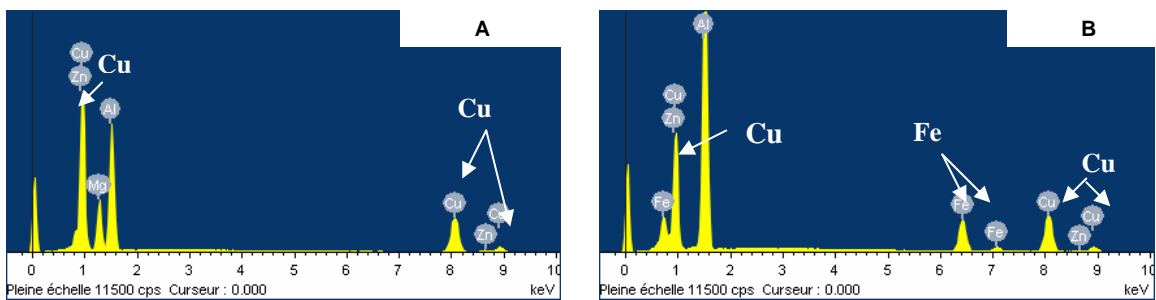 A
Cu
Zn
Cu
Al
Mg
Cu
Cu
Zn
Cu
0 1 2 3 4 5 6 7 8 9 10
Pleine échelle 11500 cps Curseur : 0.000 keV
B
Al
Cu
Zn
Cu
Fe
Fe
Fe
Fe
Cu
Cu
Cu
Zn
0 1 2 3 4 5 6 7 8 9 10
Pleine échelle 11500 cps Curseur : 0.000 keV